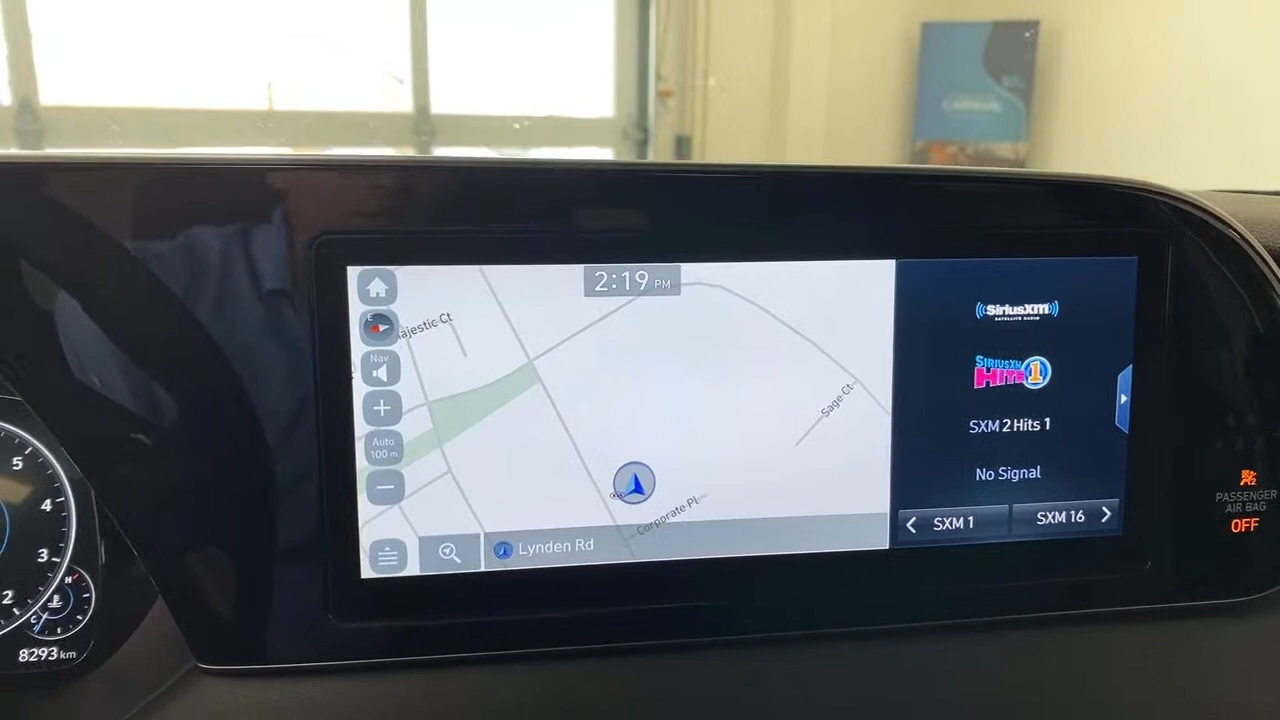 2:19 PM
E
ajestic Ct
Nav
+
Auto
100 m
−
Sage Ct
Corporate Pl
Lynden Rd
SiriusXM
SATELLITE RADIO
SIRIUSXM
HITS 1
SXM 2 Hits 1
No Signal
SXM 1
SXM 16
PASSENGER
AIR BAG
OFF
5
4
3
2
H
C
8293 km